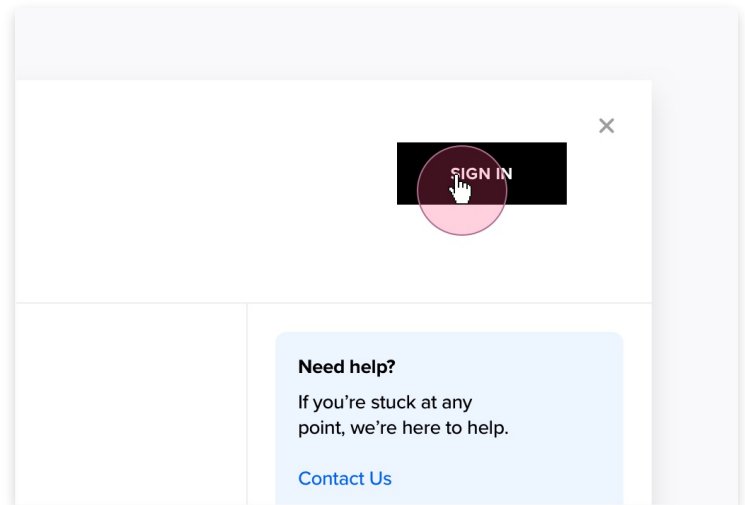 SIGN IN
Need help?
If you’re stuck at any
point, we’re here to help.
Contact Us